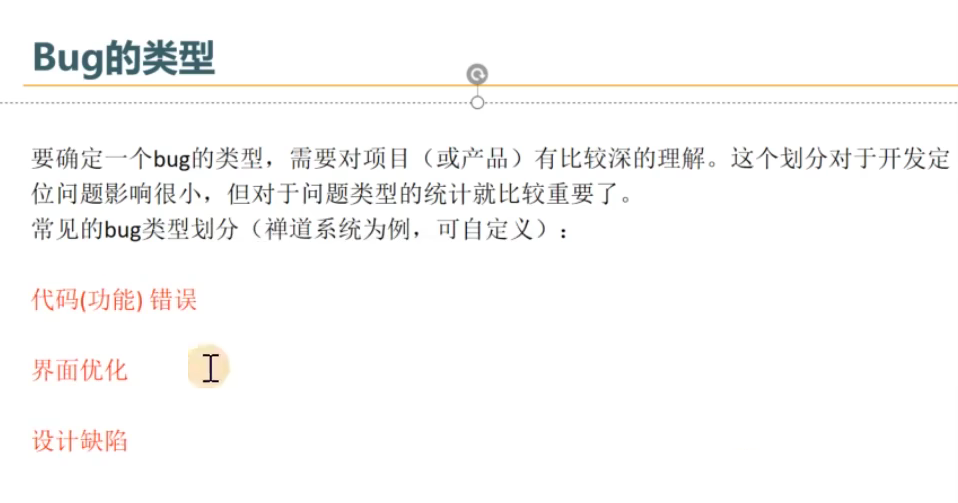 Bug的类型
要确定一个bug的类型，需要对项目（或产品）有比较深的理解。这个划分对于开发定
位问题影响很小，但对于问题类型的统计就比较重要了。
常见的bug类型划分（禅道系统为例，可自定义）：
代码(功能) 错误
界面优化
设计缺陷